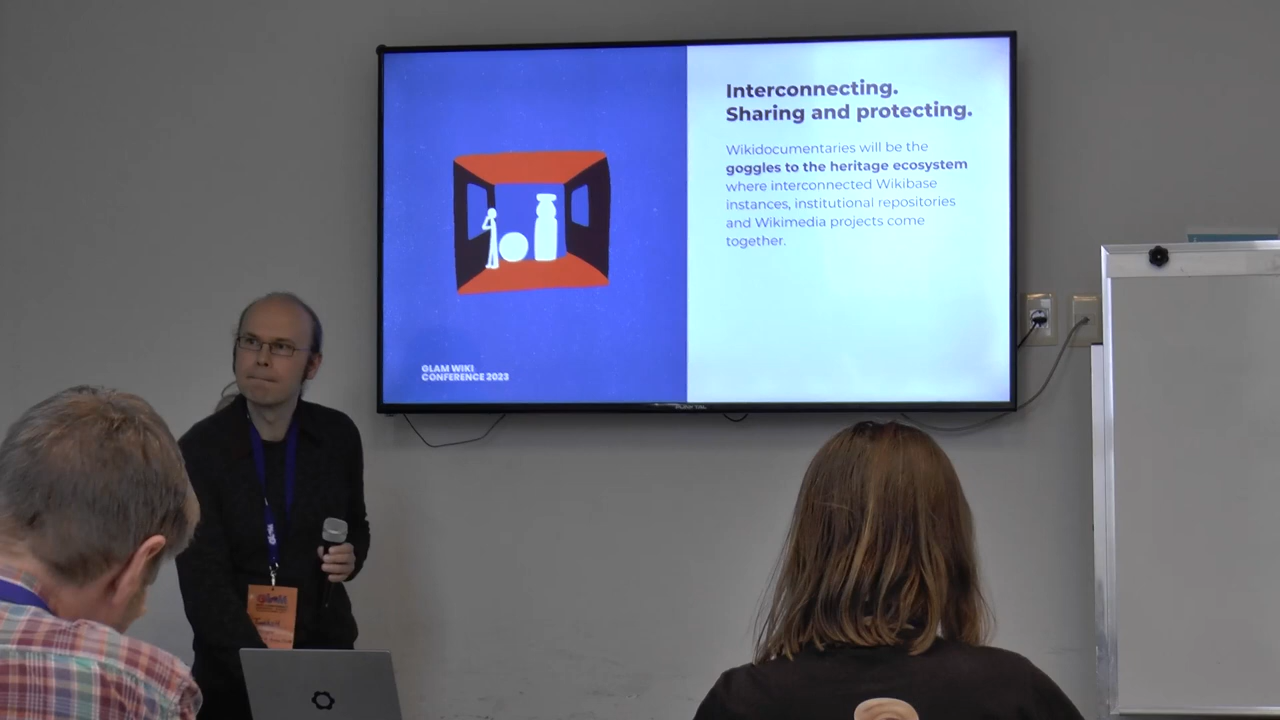 Interconnecting.
Sharing and protecting.
Wikidocumentaries will be the
goggles to the heritage ecosystem
where interconnected Wikibase
instances, institutional repositories
and Wikimedia projects come
together.
GLAM WIKI
CONFERENCE 2023
GLAM